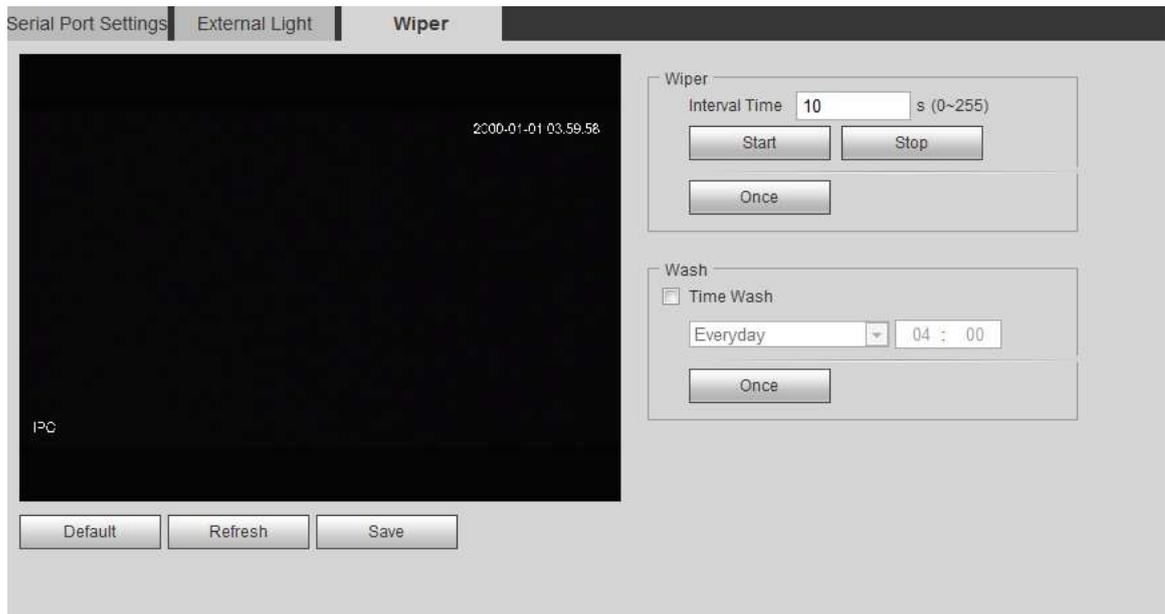 Serial Port Settings External Light Wiper
2000-01-01 03:59:58
IPC
Default Refresh Save
Wiper
Interval Time 10 s (0~255)
Start Stop
Once
Wash
Time Wash
Everyday 04 : 00
Once